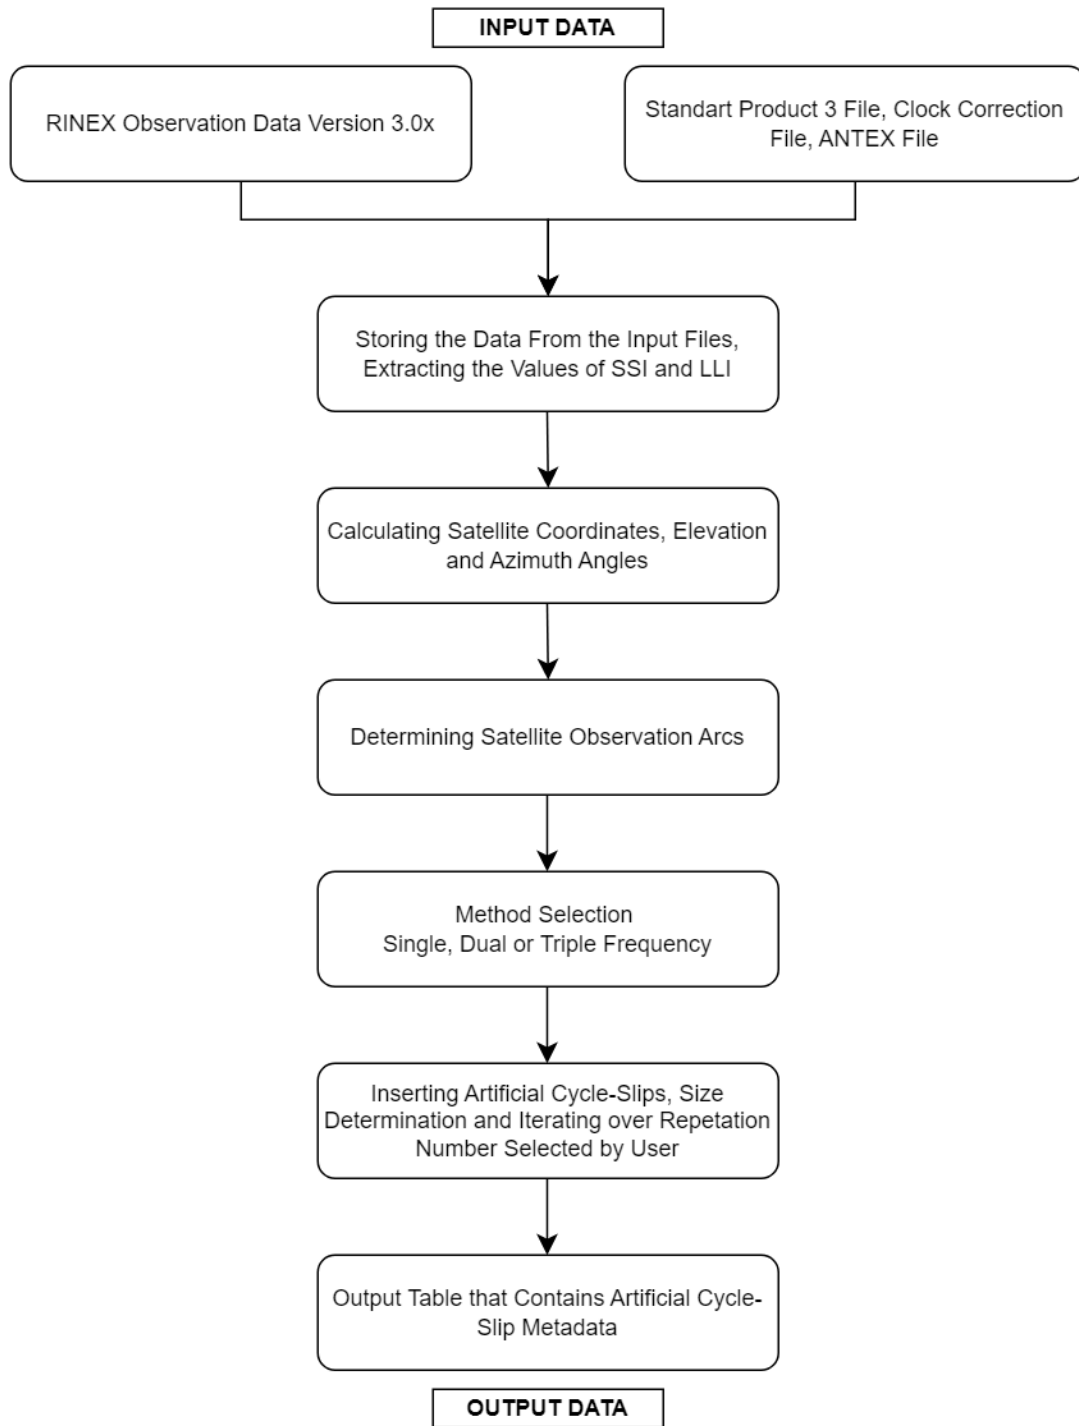 INPUT DATA
RINEX Observation Data Version 3.0x
Standart Product 3 File, Clock Correction
File, ANTEX File
Storing the Data From the Input Files,
Extracting the Values of SSI and LLI
Calculating Satellite Coordinates, Elevation
and Azimuth Angles
Determining Satellite Observation Arcs
Method Selection
Single, Dual or Triple Frequency
Inserting Artificial Cycle-Slips, Size
Determination and Iterating over Repetation
Number Selected by User
Output Table that Contains Artificial Cycle-
Slip Metadata
OUTPUT DATA